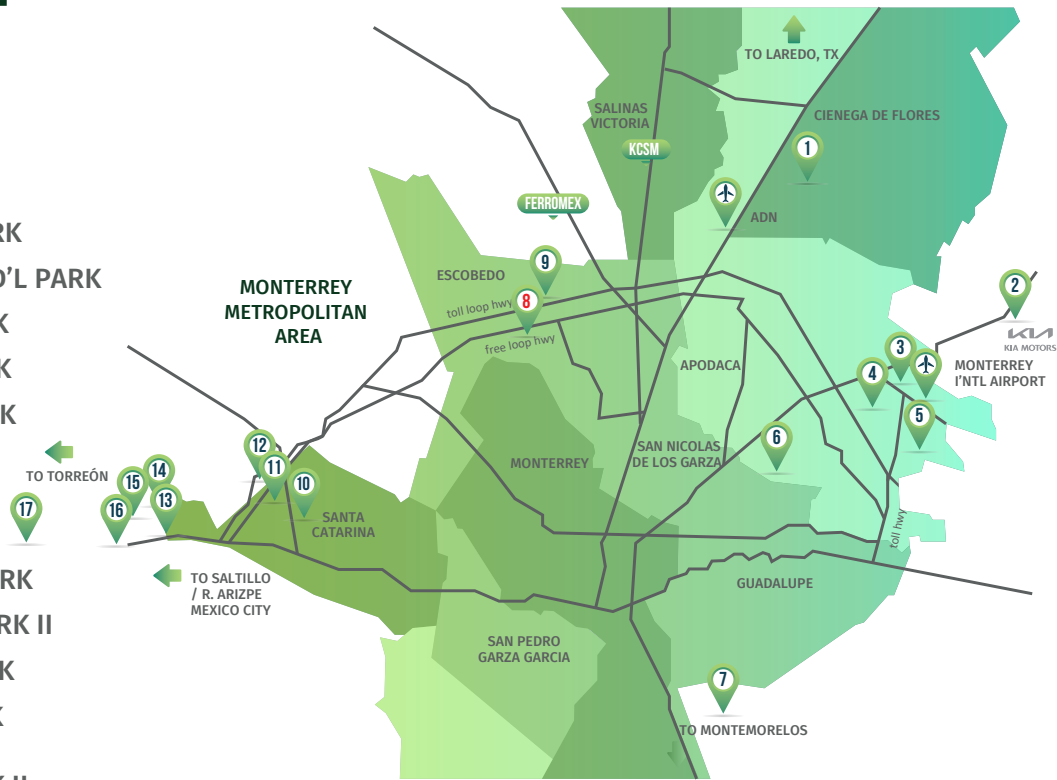 TO LAREDO, TX
SALINAS
VICTORIA
CIENEGA DE FLORES
KCSM
1
FERROMEX
ADN
RK
D'L PARK
K
K
K
ESCOBEDO
9
8
MONTERREY
METROPOLITAN
AREA
toll loop hwy
free loop hwy
2
KIA
KIA MOTORS
3
MONTERREY
I'NTL AIRPORT
4
APODACA
5
6
SAN NICOLAS
DE LOS GARZA
MONTERREY
12
11
10
TO TORREÓN
14
15
13
16
17
SANTA
CATARINA
toll hwy
TO SALTILLO
/ R. ARIZPE
MEXICO CITY
GUADALUPE
RK
RK II
K
K
SAN PEDRO
GARZA GARCIA
7
TO MONTEMORELOS